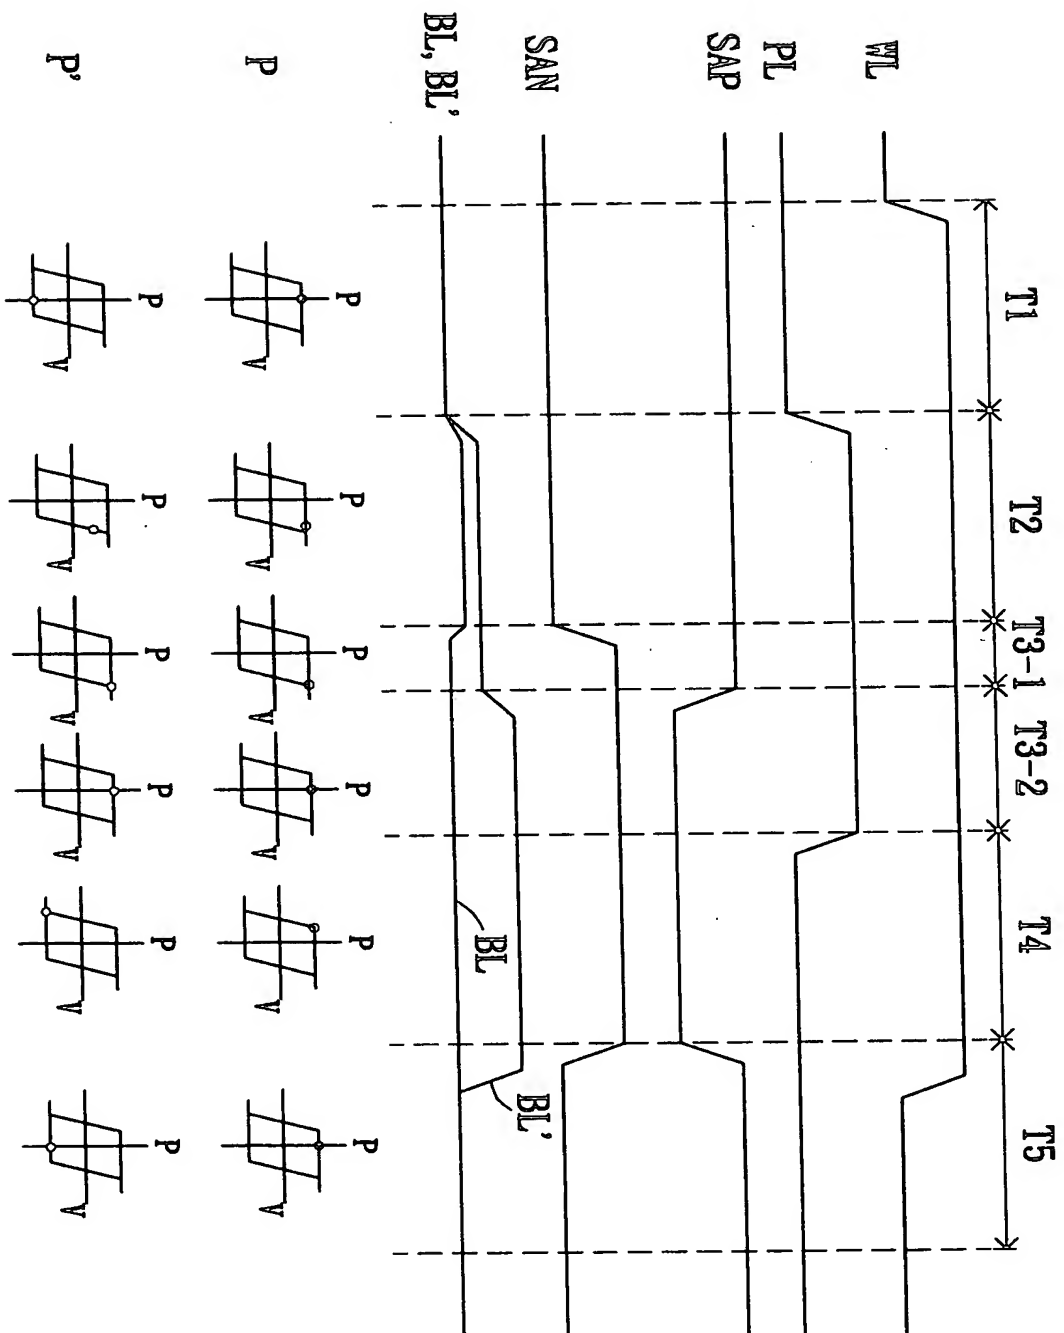 T1 T2 T3-1 T3-2 T4 T5
WL
PL
SAP
SAN
BL'
BL
BL, BL'
P P P P P P
P V V V V V V
P P P P P P
P' V V V V V V